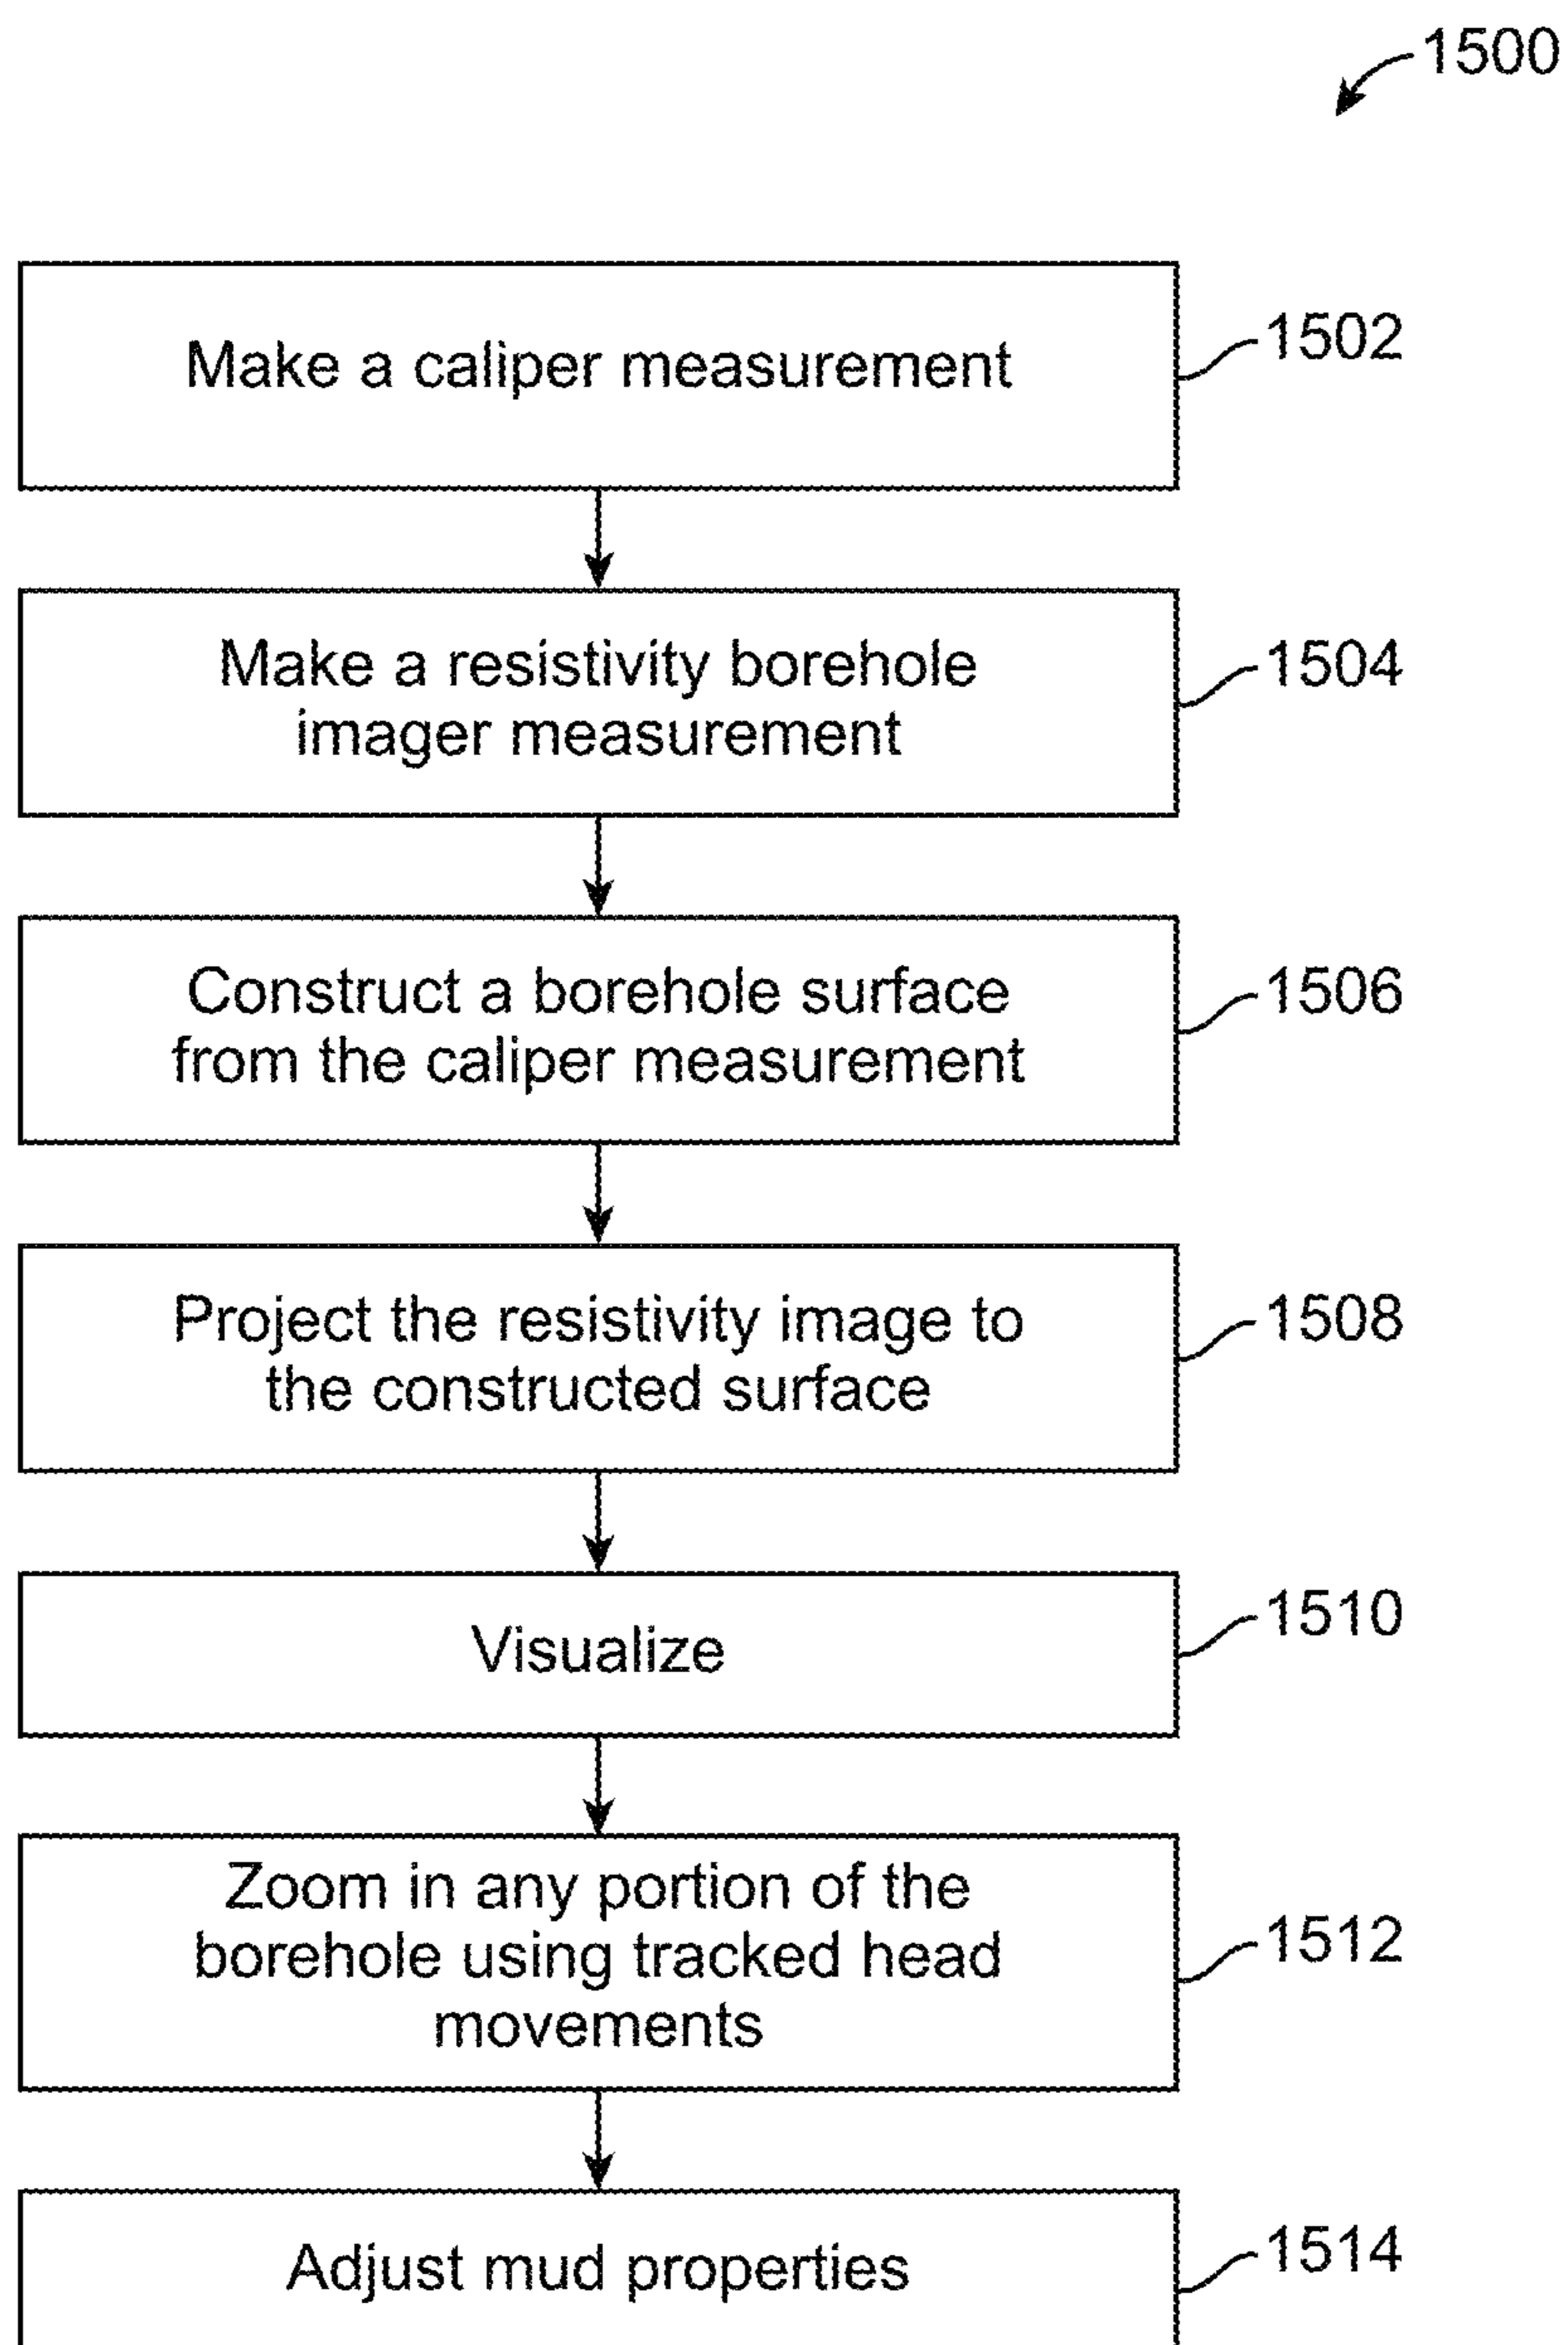 1500
Make a caliper measurement
1502
Make a resistivity borehole
imager measurement
1504
Construct a borehole surface
from the caliper measurement
1506
Project the resistivity image to
the constructed surface
1508
Visualize
1510
Zoom in any portion of the
borehole using tracked head
movements
1512
Adjust mud properties
1514